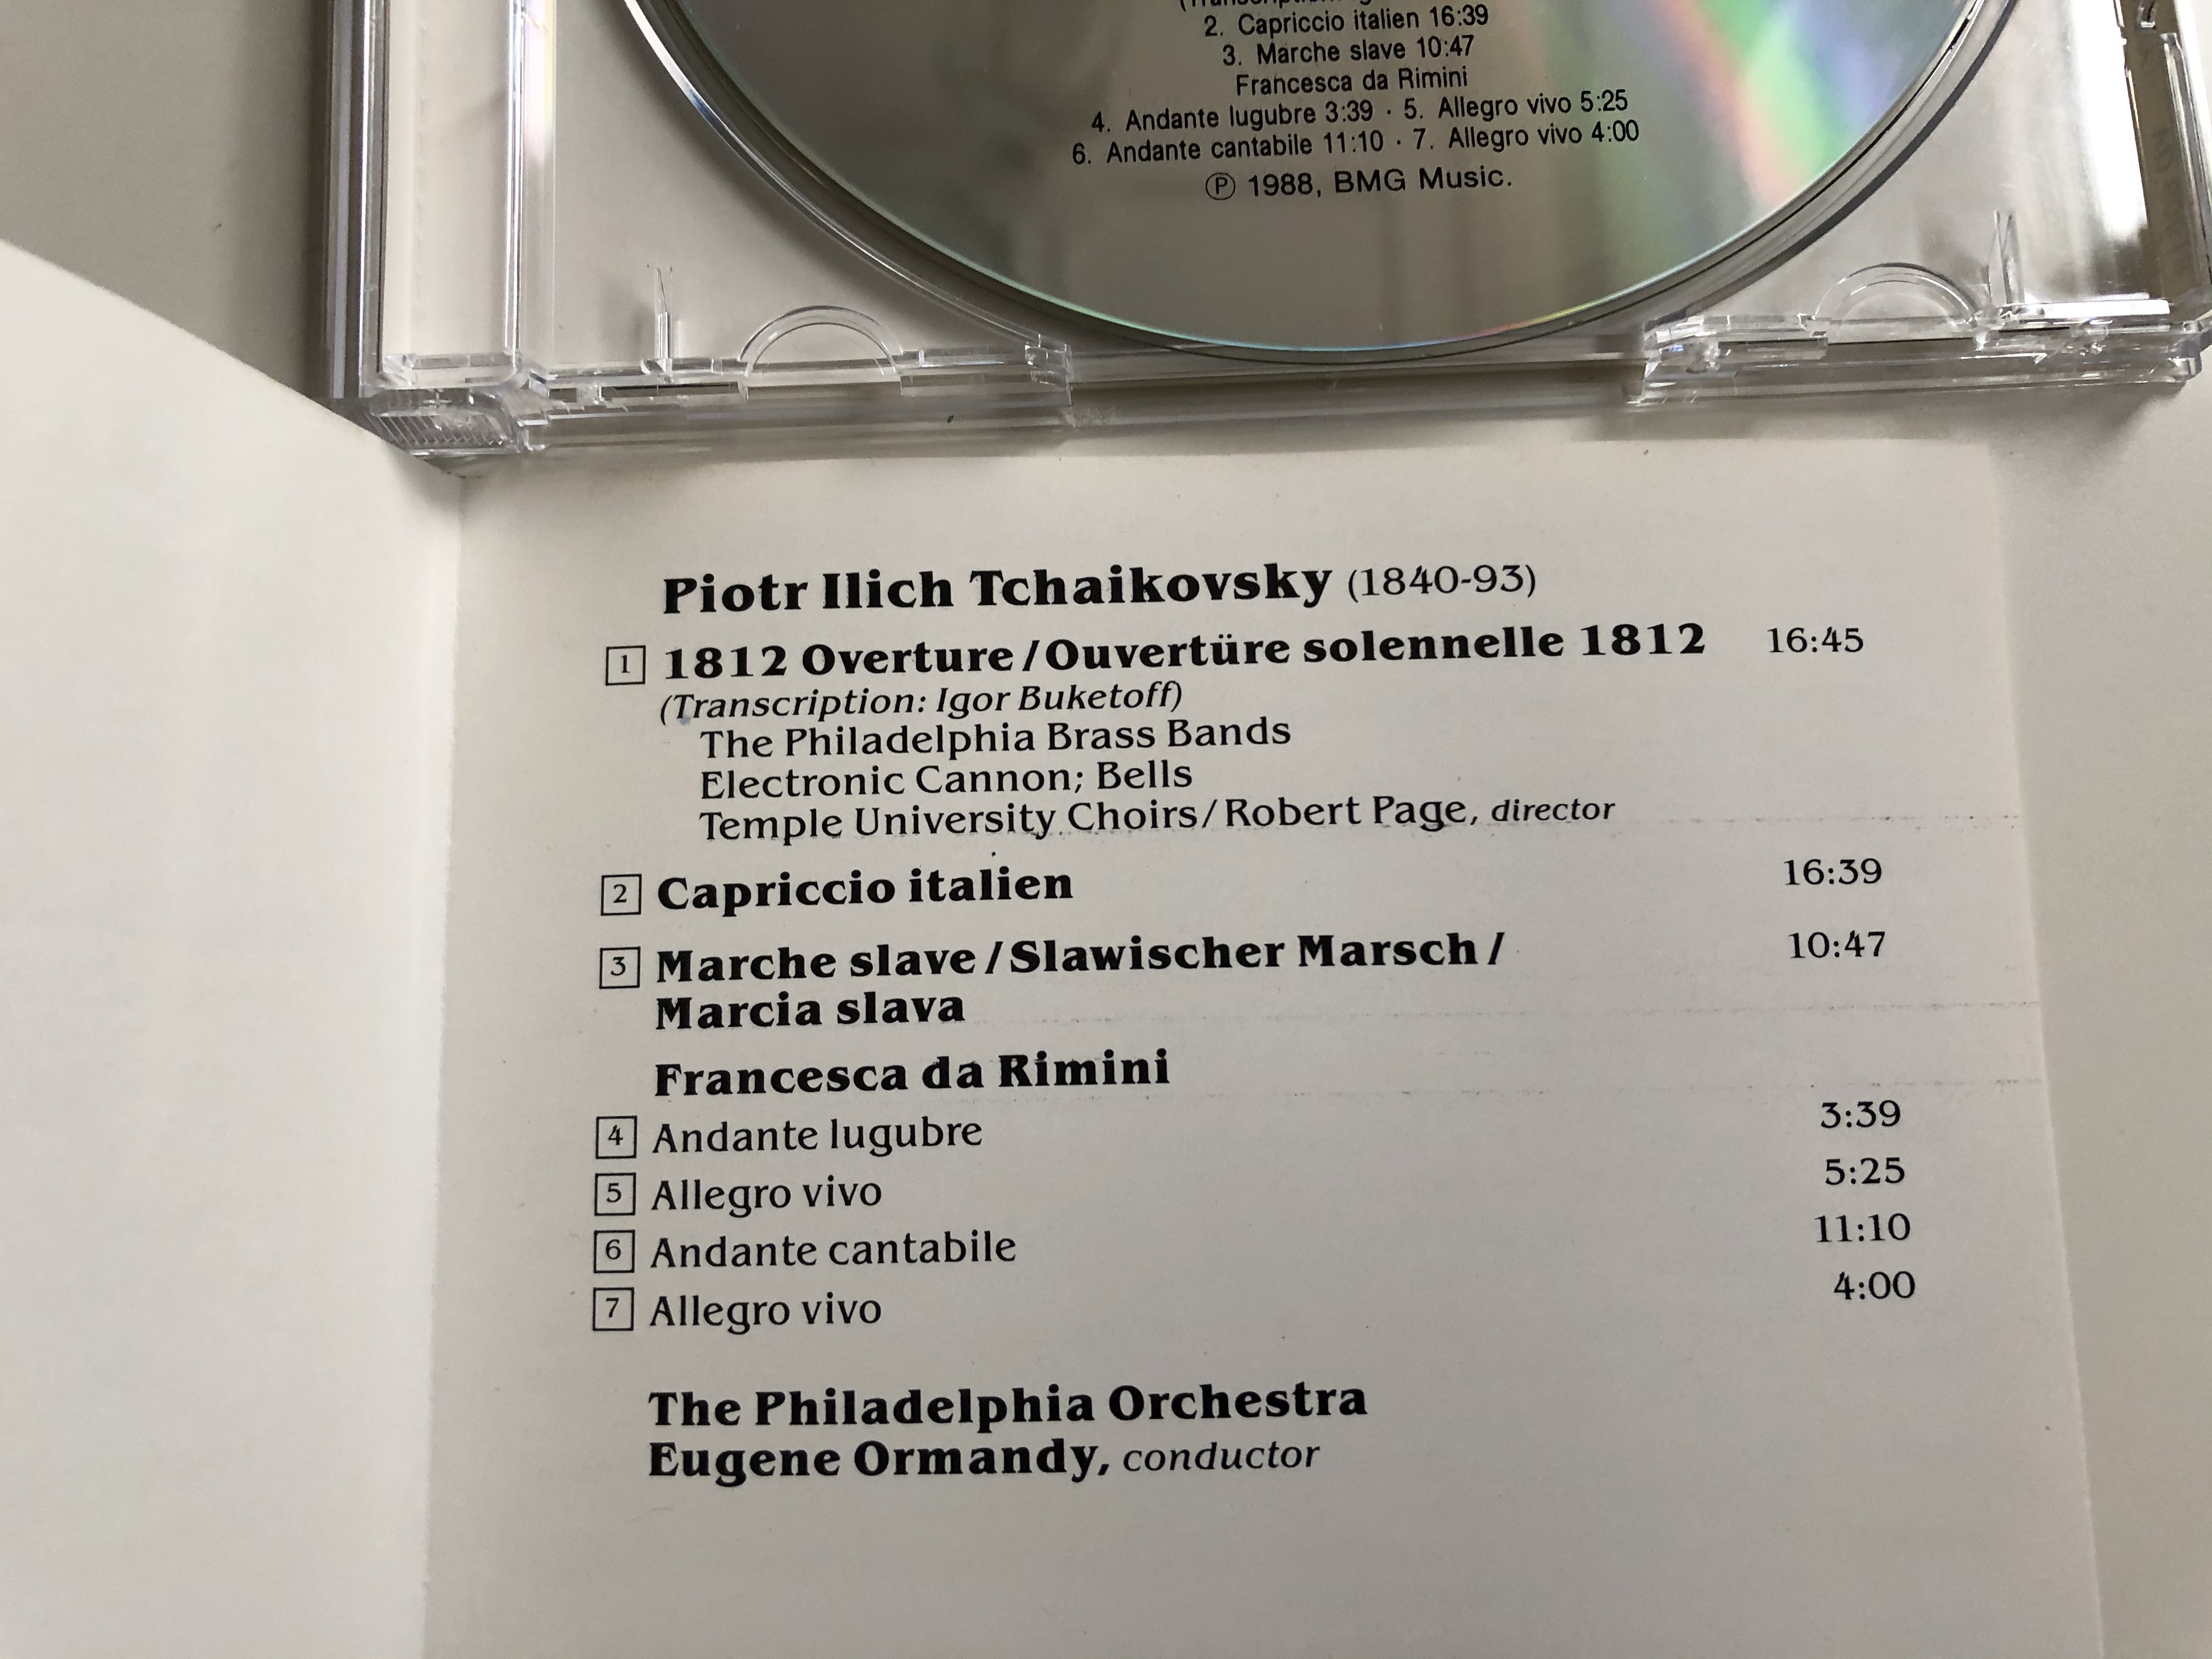 2. Capriccio italien 16:39
3. Marche slave 10:47
Francesca da Rimini
4. Andante lugubre 3:39 · 5. Allegro vivo 5:25
6. Andante cantabile 11:10 · 7. Allegro vivo 4:00
℗ 1988, BMG Music.
Piotr Ilich Tchaikovsky (1840-93)
1 1812 Overture/Ouvertüre solennelle 1812 16:45
(Transcription: Igor Buketoff)
The Philadelphia Brass Bands
Electronic Cannon; Bells
Temple University Choirs/Robert Page, director
2 Capriccio italien 16:39
3 Marche slave/Slawischer Marsch/ 10:47
Marcia slava
Francesca da Rimini
4 Andante lugubre 3:39
5 Allegro vivo 5:25
6 Andante cantabile 11:10
7 Allegro vivo 4:00
The Philadelphia Orchestra
Eugene Ormandy, conductor